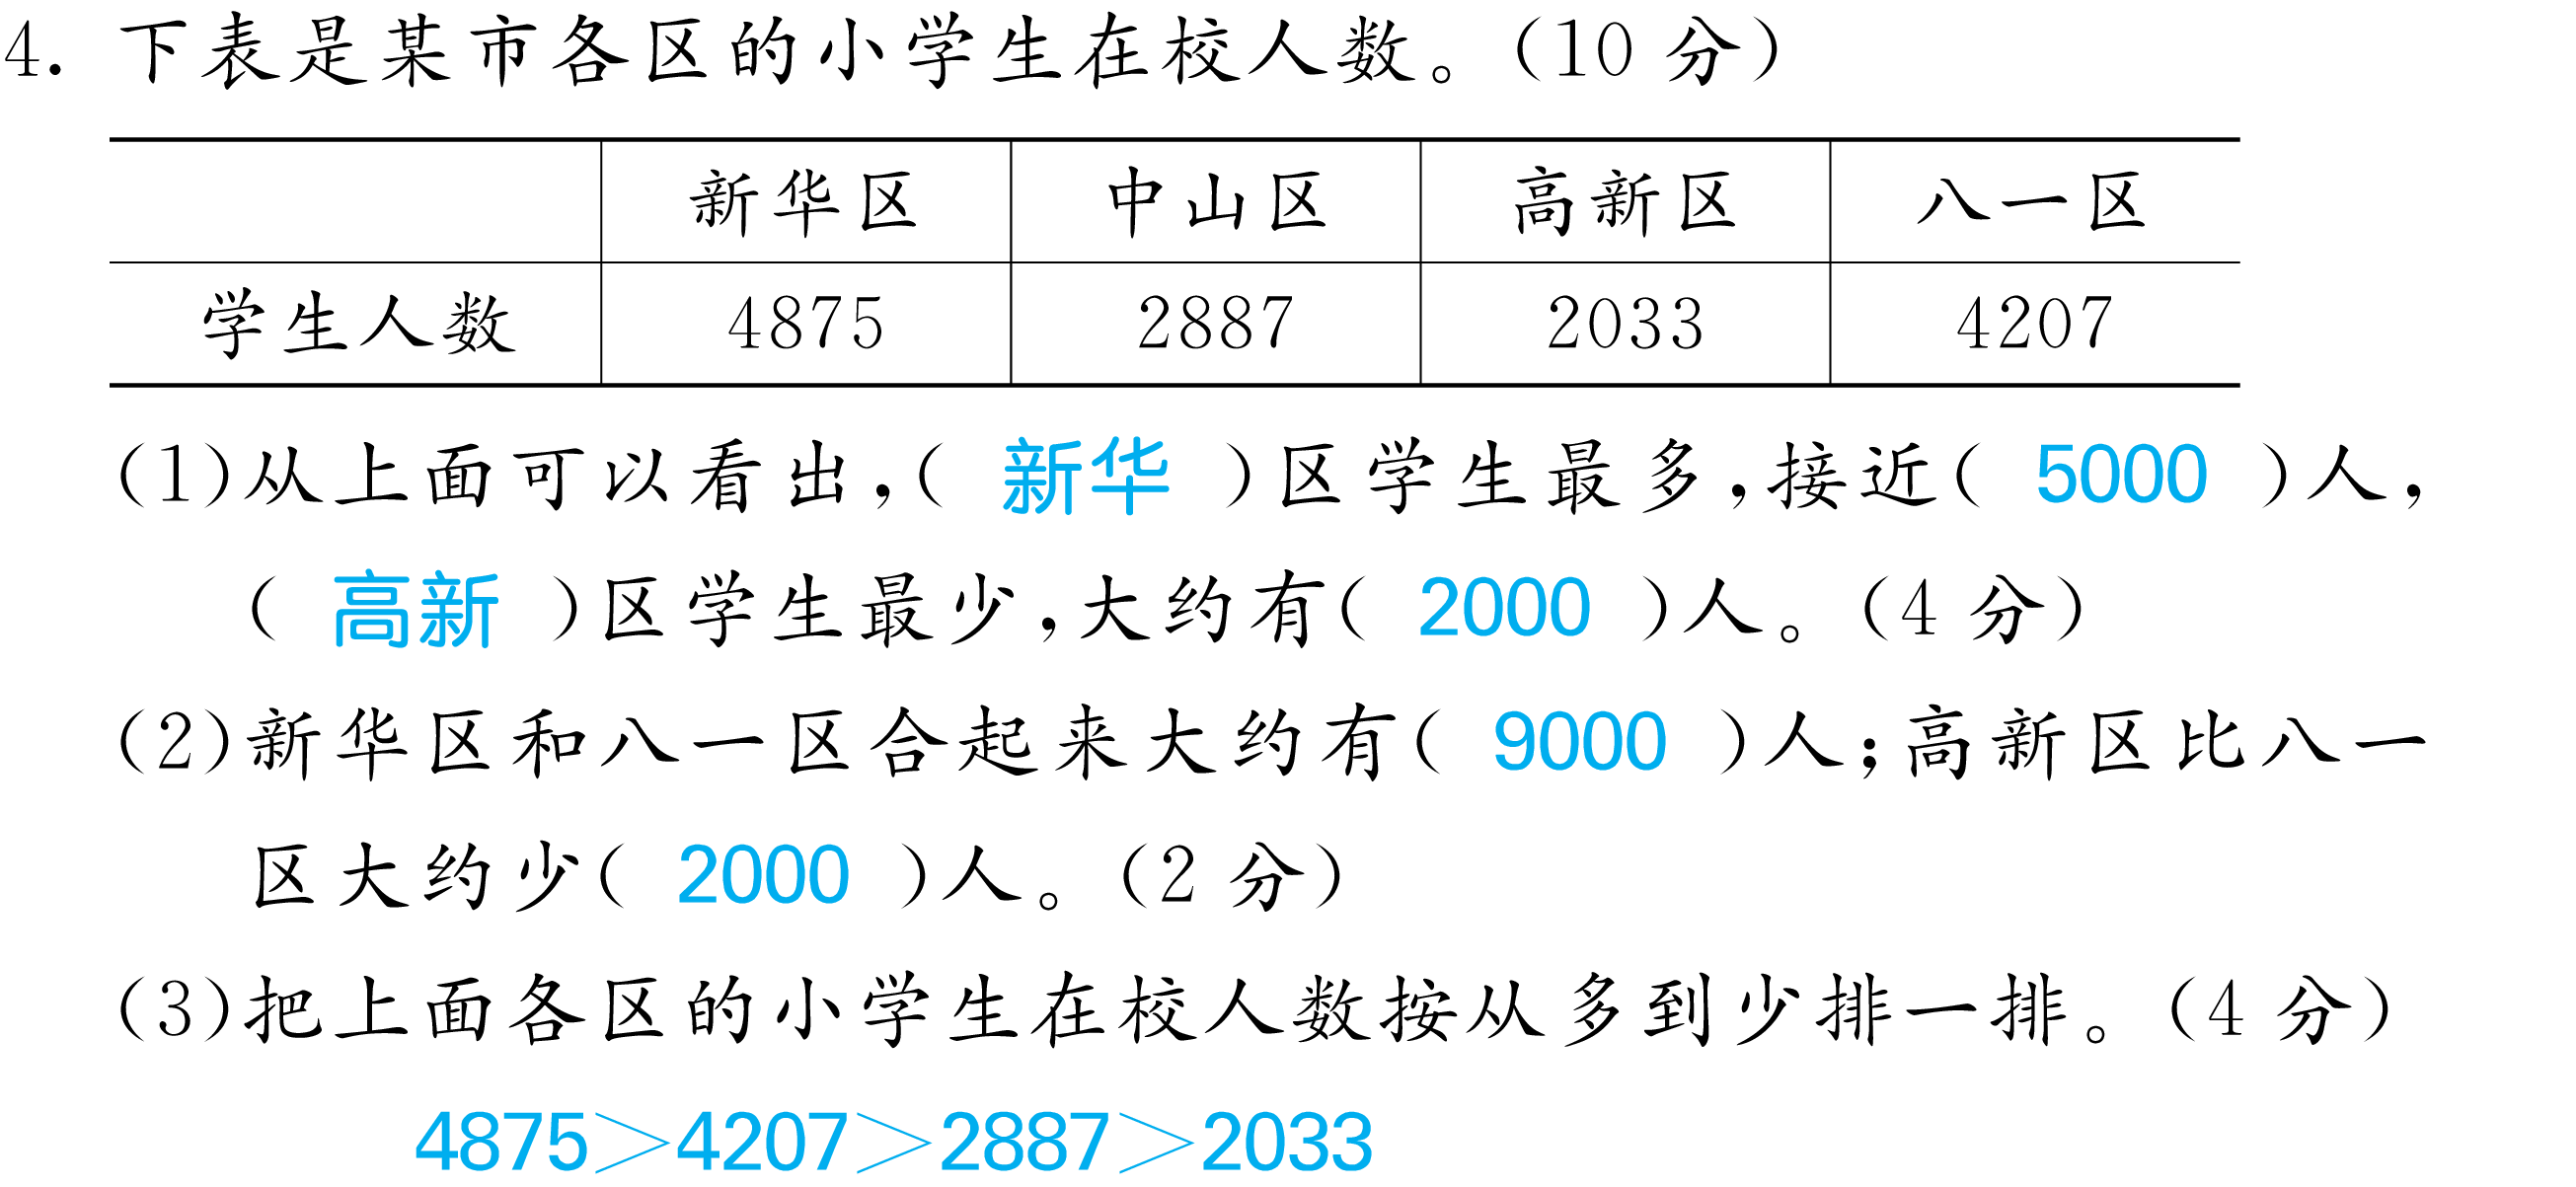 4. 下表是某市各区的小学生在校人数。(10 分)
新华区 中山区 高新区 八一区
学生人数 4875 2887 2033 4207
(1)从上面可以看出,( 新华 )区学生最多,接近( 5000 )人,
( 高新 )区学生最少,大约有( 2000 )人。(4 分)
(2)新华区和八一区合起来大约有( 9000 )人;高新区比八一
区大约少( 2000 )人。(2 分)
(3)把上面各区的小学生在校人数按从多到少排一排。(4 分)
4875>4207>2887>2033